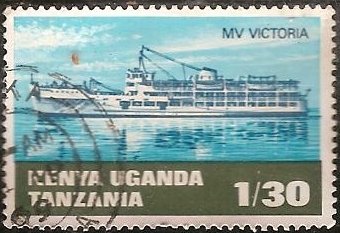 MV VICTORIA
KENYA UGANDA
TANZANIA
1/30